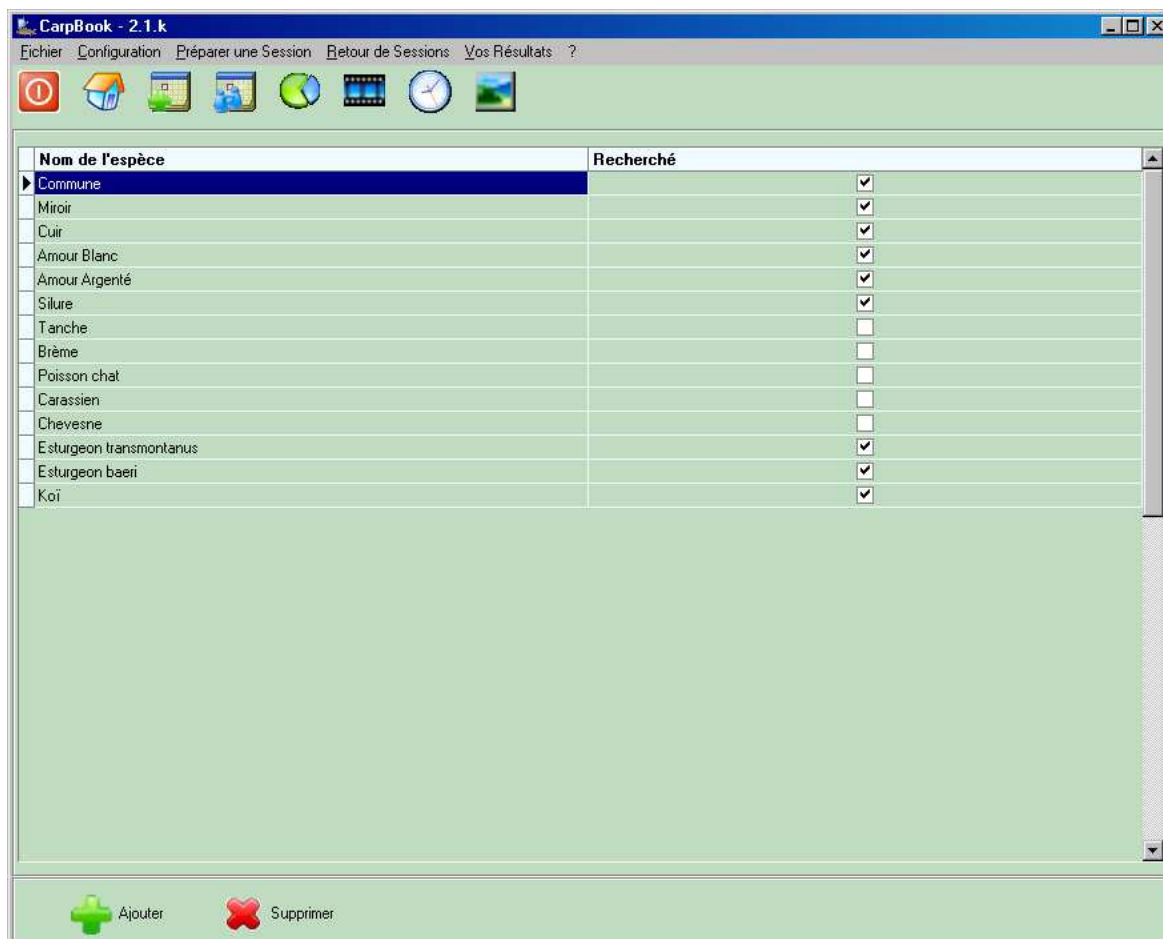 CarpBook - 2.1.k
Fichier Configuration Préparer une Session Retour de Sessions Vos Résultats ?
Nom de l'espèce Recherché
Commune
Miroir
Cuir
Amour Blanc
Amour Argenté
Silure
Tanche
Brème
Poisson chat
Carassien
Chevesne
Esturgeon transmontanus
Esturgeon baeri
Koï
Ajouter Supprimer